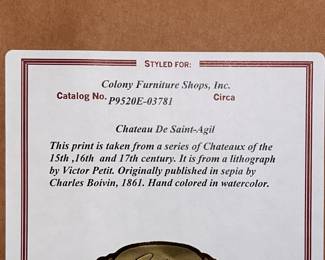 STYLED FOR:
Colony Furniture Shops, Inc.
Catalog No. P9520E-03781 Circa
Chateau De Saint-Agil
This print is taken from a series of Chateaux of the
15th ,16th and 17th century. It is from a lithograph
by Victor Petit. Originally published in sepia by
Charles Boivin, 1861. Hand colored in watercolor.